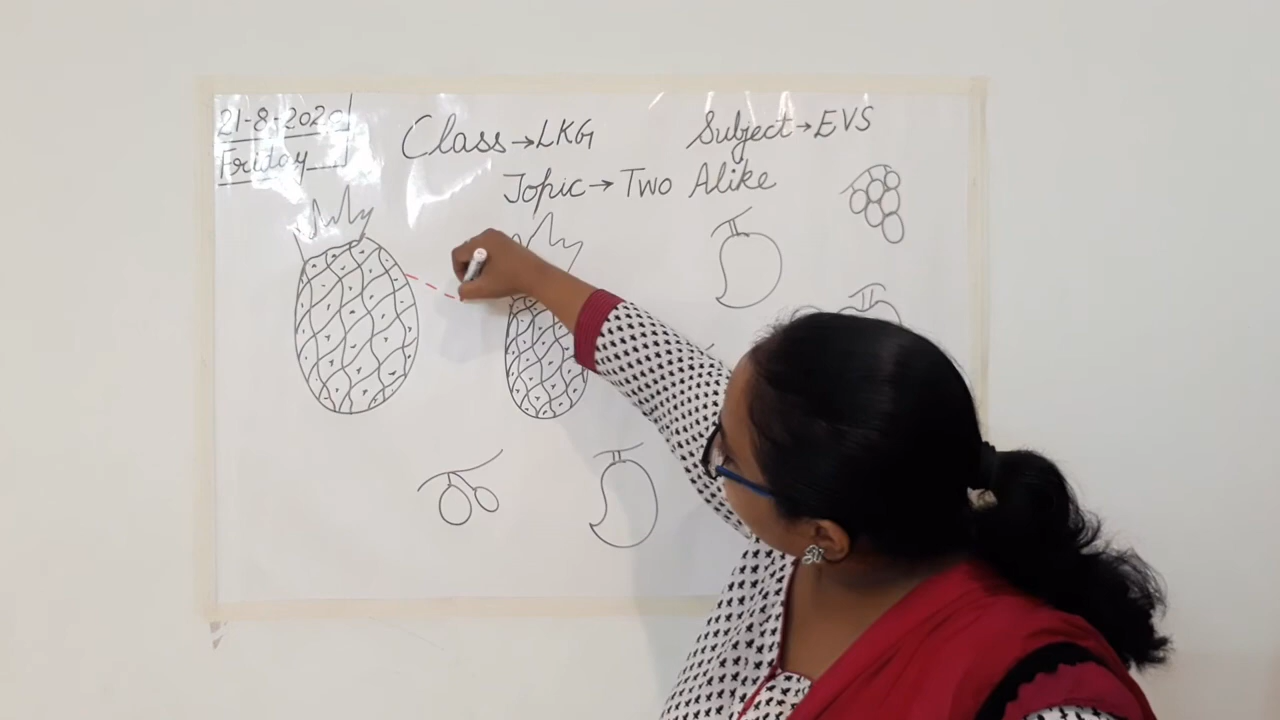 21-8-2020
Friday
Class→LKG
Subject→EVS
Topic→Two Alike